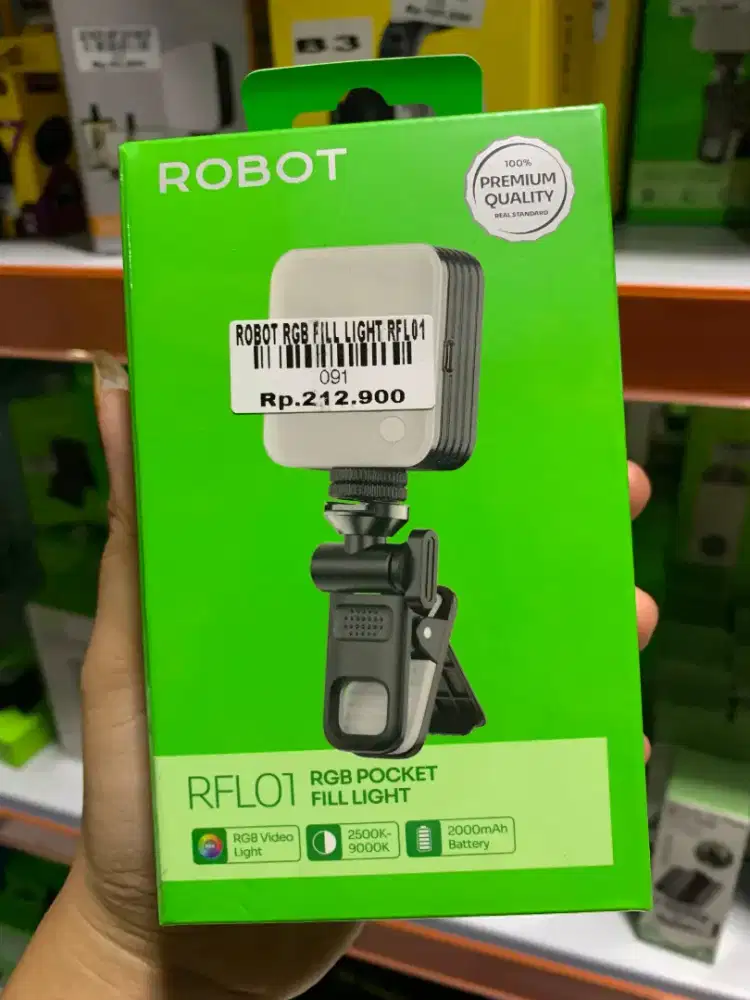 B3
ROBOT
100%
PREMIUM
QUALITY
REAL STANDARD
ROBOT RGB FILL LIGHT RFL01
091
Rp.212.900
RFL01
RGB POCKET
FILL LIGHT
RGB Video
Light
2500K-
9000K
2000mAh
Battery